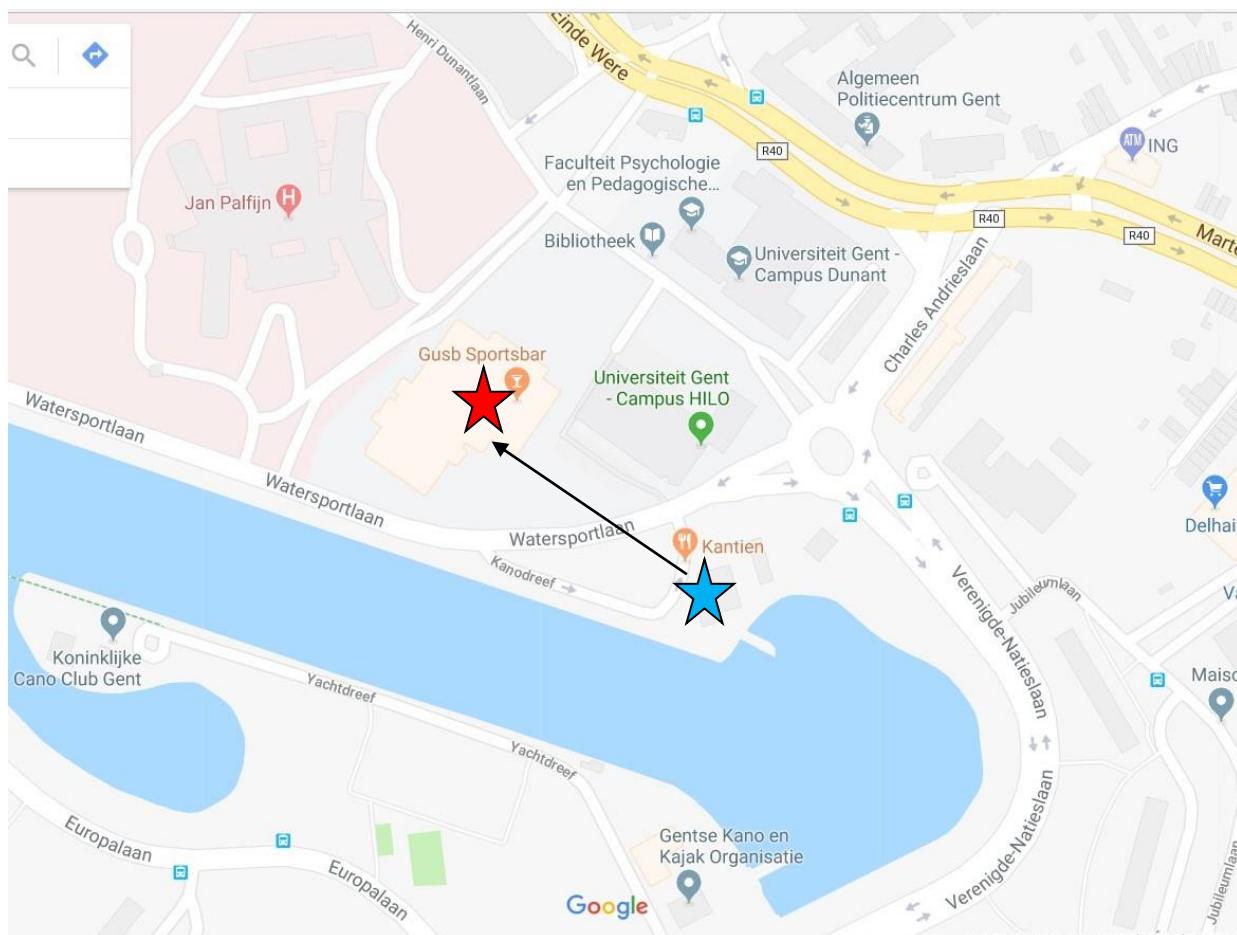 Einde Were
Henri Dunantlaan
Algemeen
Politiecentrum Gent
ATM
ING
R40
Faculteit Psychologie
en Pedagogische...
Jan Palfijn
H
Bibliotheek
Universiteit Gent -
Campus Dunant
R40
R40
Marte
Charles Andrieslaan
Gusb Sportsbar
Universiteit Gent
- Campus HILO
Watersportlaan
Watersportlaan
Watersportlaan
Kantien
Delhai
Kanodreef
Verenigde-Natieslaan
Jubileumlaan
Va
Koninklijke
Cano Club Gent
Yachtdreef
Maisc
Yachtdreef
Europalaan
Europalaan
Gentse Kano en
Kajak Organisatie
Verenigde-Natieslaan
Jubileumlaan
Google